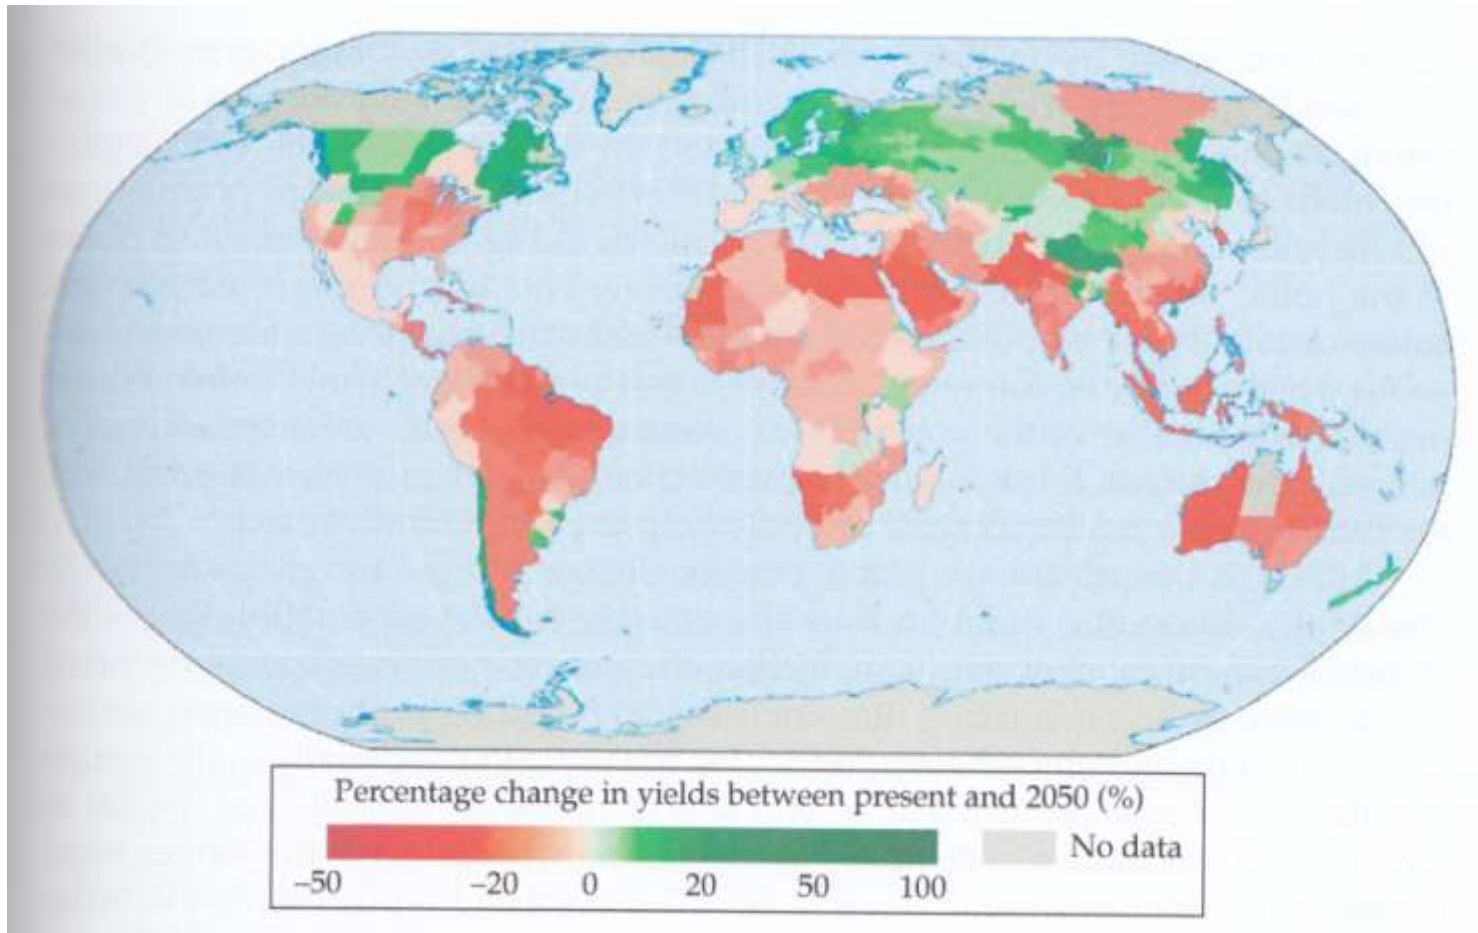 Percentage change in yields between present and 2050 (%)
No data
–50 –20 0 20 50 100